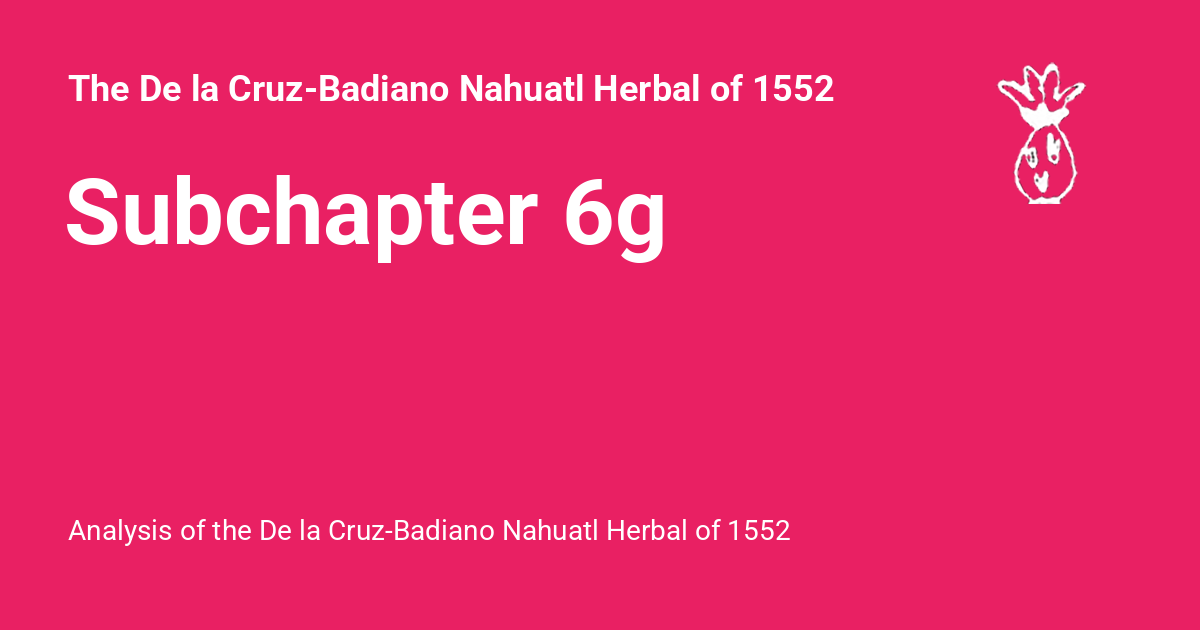 The De la Cruz-Badiano Nahuatl Herbal of 1552
Subchapter 6g
Analysis of the De la Cruz-Badiano Nahuatl Herbal of 1552